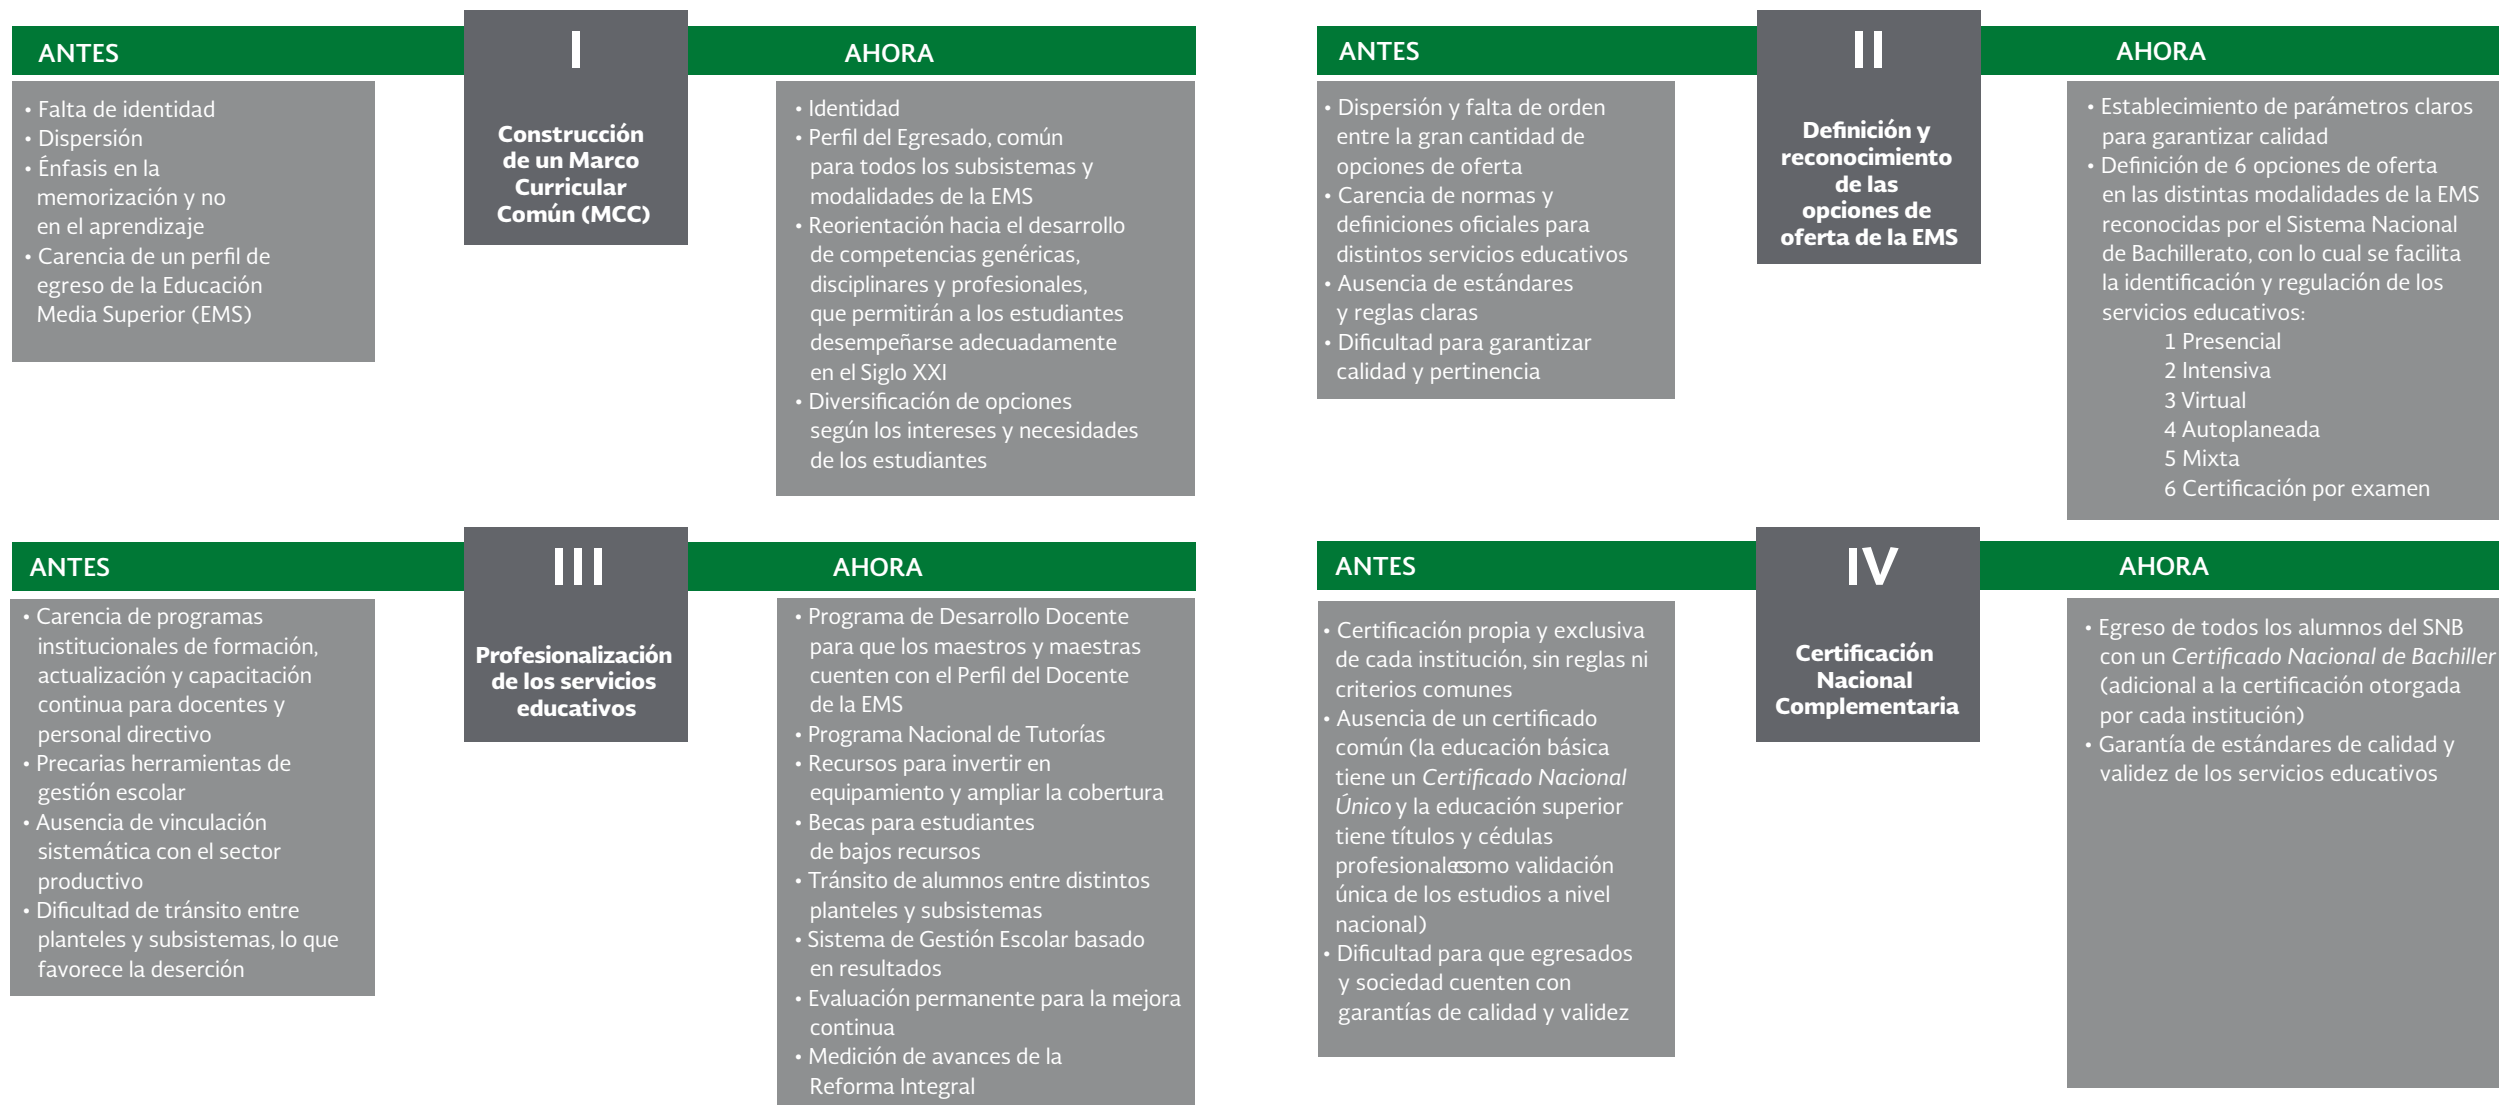 ANTES
• Falta de identidad
• Dispersión
• Énfasis en la
memorización y no
en el aprendizaje
• Carencia de un perfil de
egreso de la Educación
Media Superior (EMS)
I
Construcción
de un Marco
Curricular
Común (MCC)
AHORA
• Identidad
• Perfil del Egresado, común
para todos los subsistemas y
modalidades de la EMS
• Reorientación hacia el desarrollo
de competencias genéricas,
disciplinares y profesionales,
que permitirán a los estudiantes
desempeñarse adecuadamente
en el Siglo XXI
• Diversificación de opciones
según los intereses y necesidades
de los estudiantes
ANTES
• Dispersión y falta de orden
entre la gran cantidad de
opciones de oferta
• Carencia de normas y
definiciones oficiales para
distintos servicios educativos
• Ausencia de estándares
y reglas claras
• Dificultad para garantizar
calidad y pertinencia
II
Definición y
reconocimiento
de las
opciones de
oferta de la EMS
AHORA
• Establecimiento de parámetros claros
para garantizar calidad
• Definición de 6 opciones de oferta
en las distintas modalidades de la EMS
reconocidas por el Sistema Nacional
de Bachillerato, con lo cual se facilita
la identificación y regulación de los
servicios educativos:
1 Presencial
2 Intensiva
3 Virtual
4 Autoplaneada
5 Mixta
6 Certificación por examen
ANTES
• Carencia de programas
institucionales de formación,
actualización y capacitación
continua para docentes y
personal directivo
• Precarias herramientas de
gestión escolar
• Ausencia de vinculación
sistemática con el sector
productivo
• Dificultad de tránsito entre
planteles y subsistemas, lo que
favorece la deserción
III
Profesionalización
de los servicios
educativos
AHORA
• Programa de Desarrollo Docente
para que los maestros y maestras
cuenten con el Perfil del Docente
de la EMS
• Programa Nacional de Tutorías
• Recursos para invertir en
equipamiento y ampliar la cobertura
• Becas para estudiantes
de bajos recursos
• Tránsito de alumnos entre distintos
planteles y subsistemas
• Sistema de Gestión Escolar basado
en resultados
• Evaluación permanente para la mejora
continua
• Medición de avances de la
Reforma Integral
ANTES
• Certificación propia y exclusiva
de cada institución, sin reglas ni
criterios comunes
• Ausencia de un certificado
común (la educación básica
tiene un Certificado Nacional
Único y la educación superior
tiene títulos y cédulas
profesionales como validación
única de los estudios a nivel
nacional)
• Dificultad para que egresados
y sociedad cuenten con
garantías de calidad y validez
IV
Certificación
Nacional
Complementaria
AHORA
• Egreso de todos los alumnos del SNB
con un Certificado Nacional de Bachiller
(adicional a la certificación otorgada
por cada institución)
• Garantía de estándares de calidad y
validez de los servicios educativos